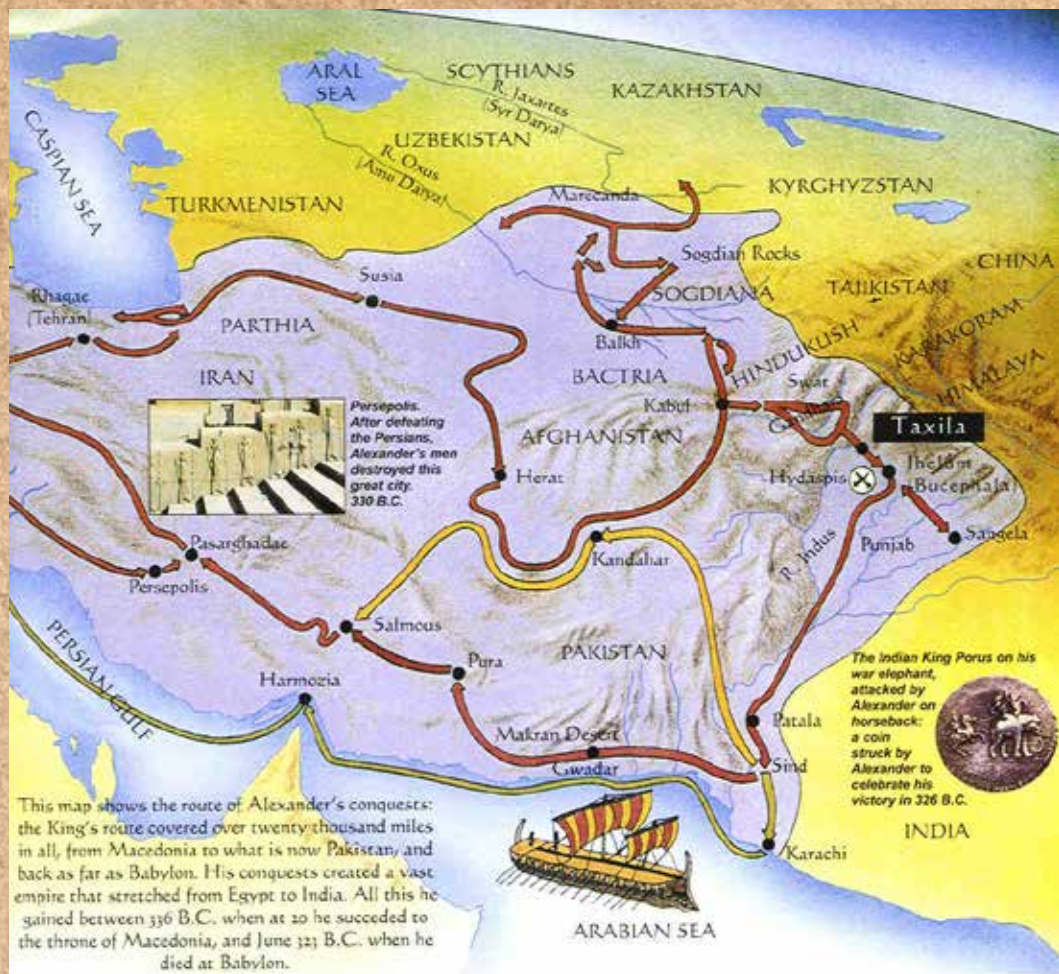 ARAL
SEA
SCYTHIANS
R. Jaxartes
(Syr Darya)
KAZAKHSTAN
CASPIAN SEA
UZBEKISTAN
R. Oxus
(Amu Darya)
TURKMENISTAN
KYRGHYZSTAN
Maracanda
Sogdian Rocks
CHINA
SOGDIANA
TAJIKISTAN
Rhagae
(Tehran)
Susia
PARTHIA
Balkh
KARAKORAM
HINDUKUSH
HIMALAYA
IRAN
BACTRIA
Swat
Kabul
Persepolis.
After defeating
the Persians,
Alexander's men
destroyed this
great city.
330 B.C.
AFGHANISTAN
Taxila
Herat
Hydaspis
Jhelum
(Bucephala)
Kandahar
R. Indus
Punjab
Sangela
Pasarghadae
Persepolis
Salmous
PERSIAN GULF
Pura
PAKISTAN
Harmozia
The Indian King Porus on his
war elephant,
attacked by
Alexander on
horseback:
a coin
struck by
Alexander to
celebrate his
victory in 326 B.C.
Patala
Makran Desert
Gwadar
Sind
INDIA
Karachi
ARABIAN SEA
This map shows the route of Alexander's conquests:
the King's route covered over twenty thousand miles
in all, from Macedonia to what is now Pakistan, and
back as far as Babylon. His conquests created a vast
empire that stretched from Egypt to India. All this he
gained between 336 B.C. when at 20 he succeded to
the throne of Macedonia, and June 323 B.C. when he
died at Babylon.